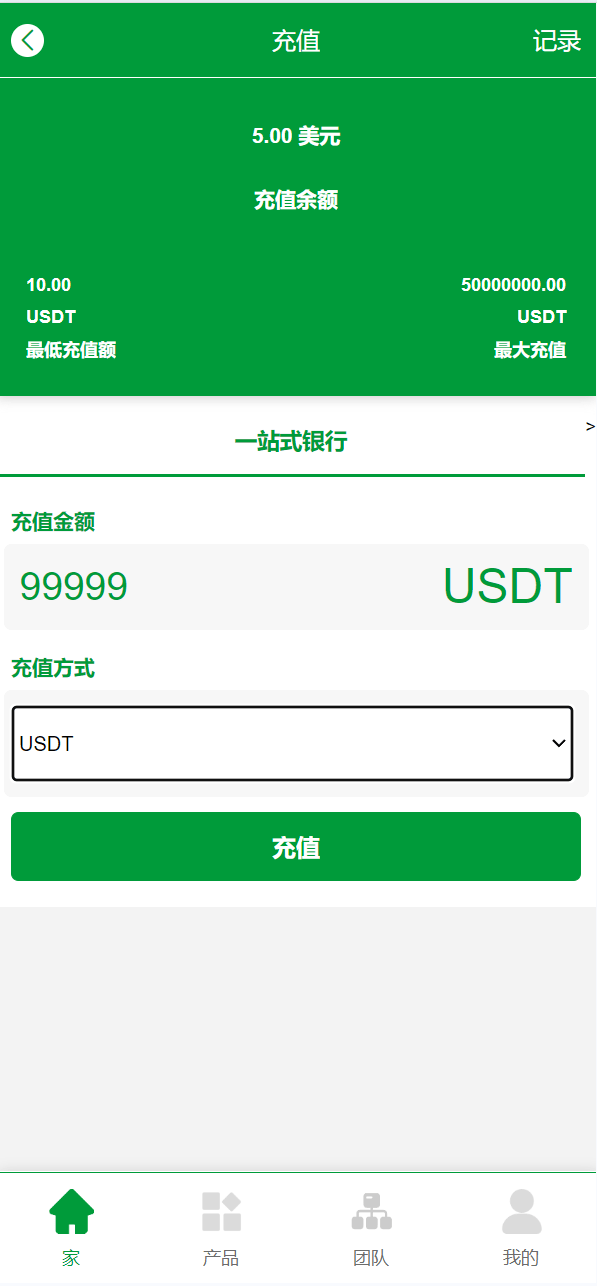 充值
记录
5.00 美元
充值余额
10.00
50000000.00
USDT
USDT
最低充值额
最大充值
一站式银行
>
充值金额
99999
USDT
充值方式
USDT
充值
家
产品
团队
我的